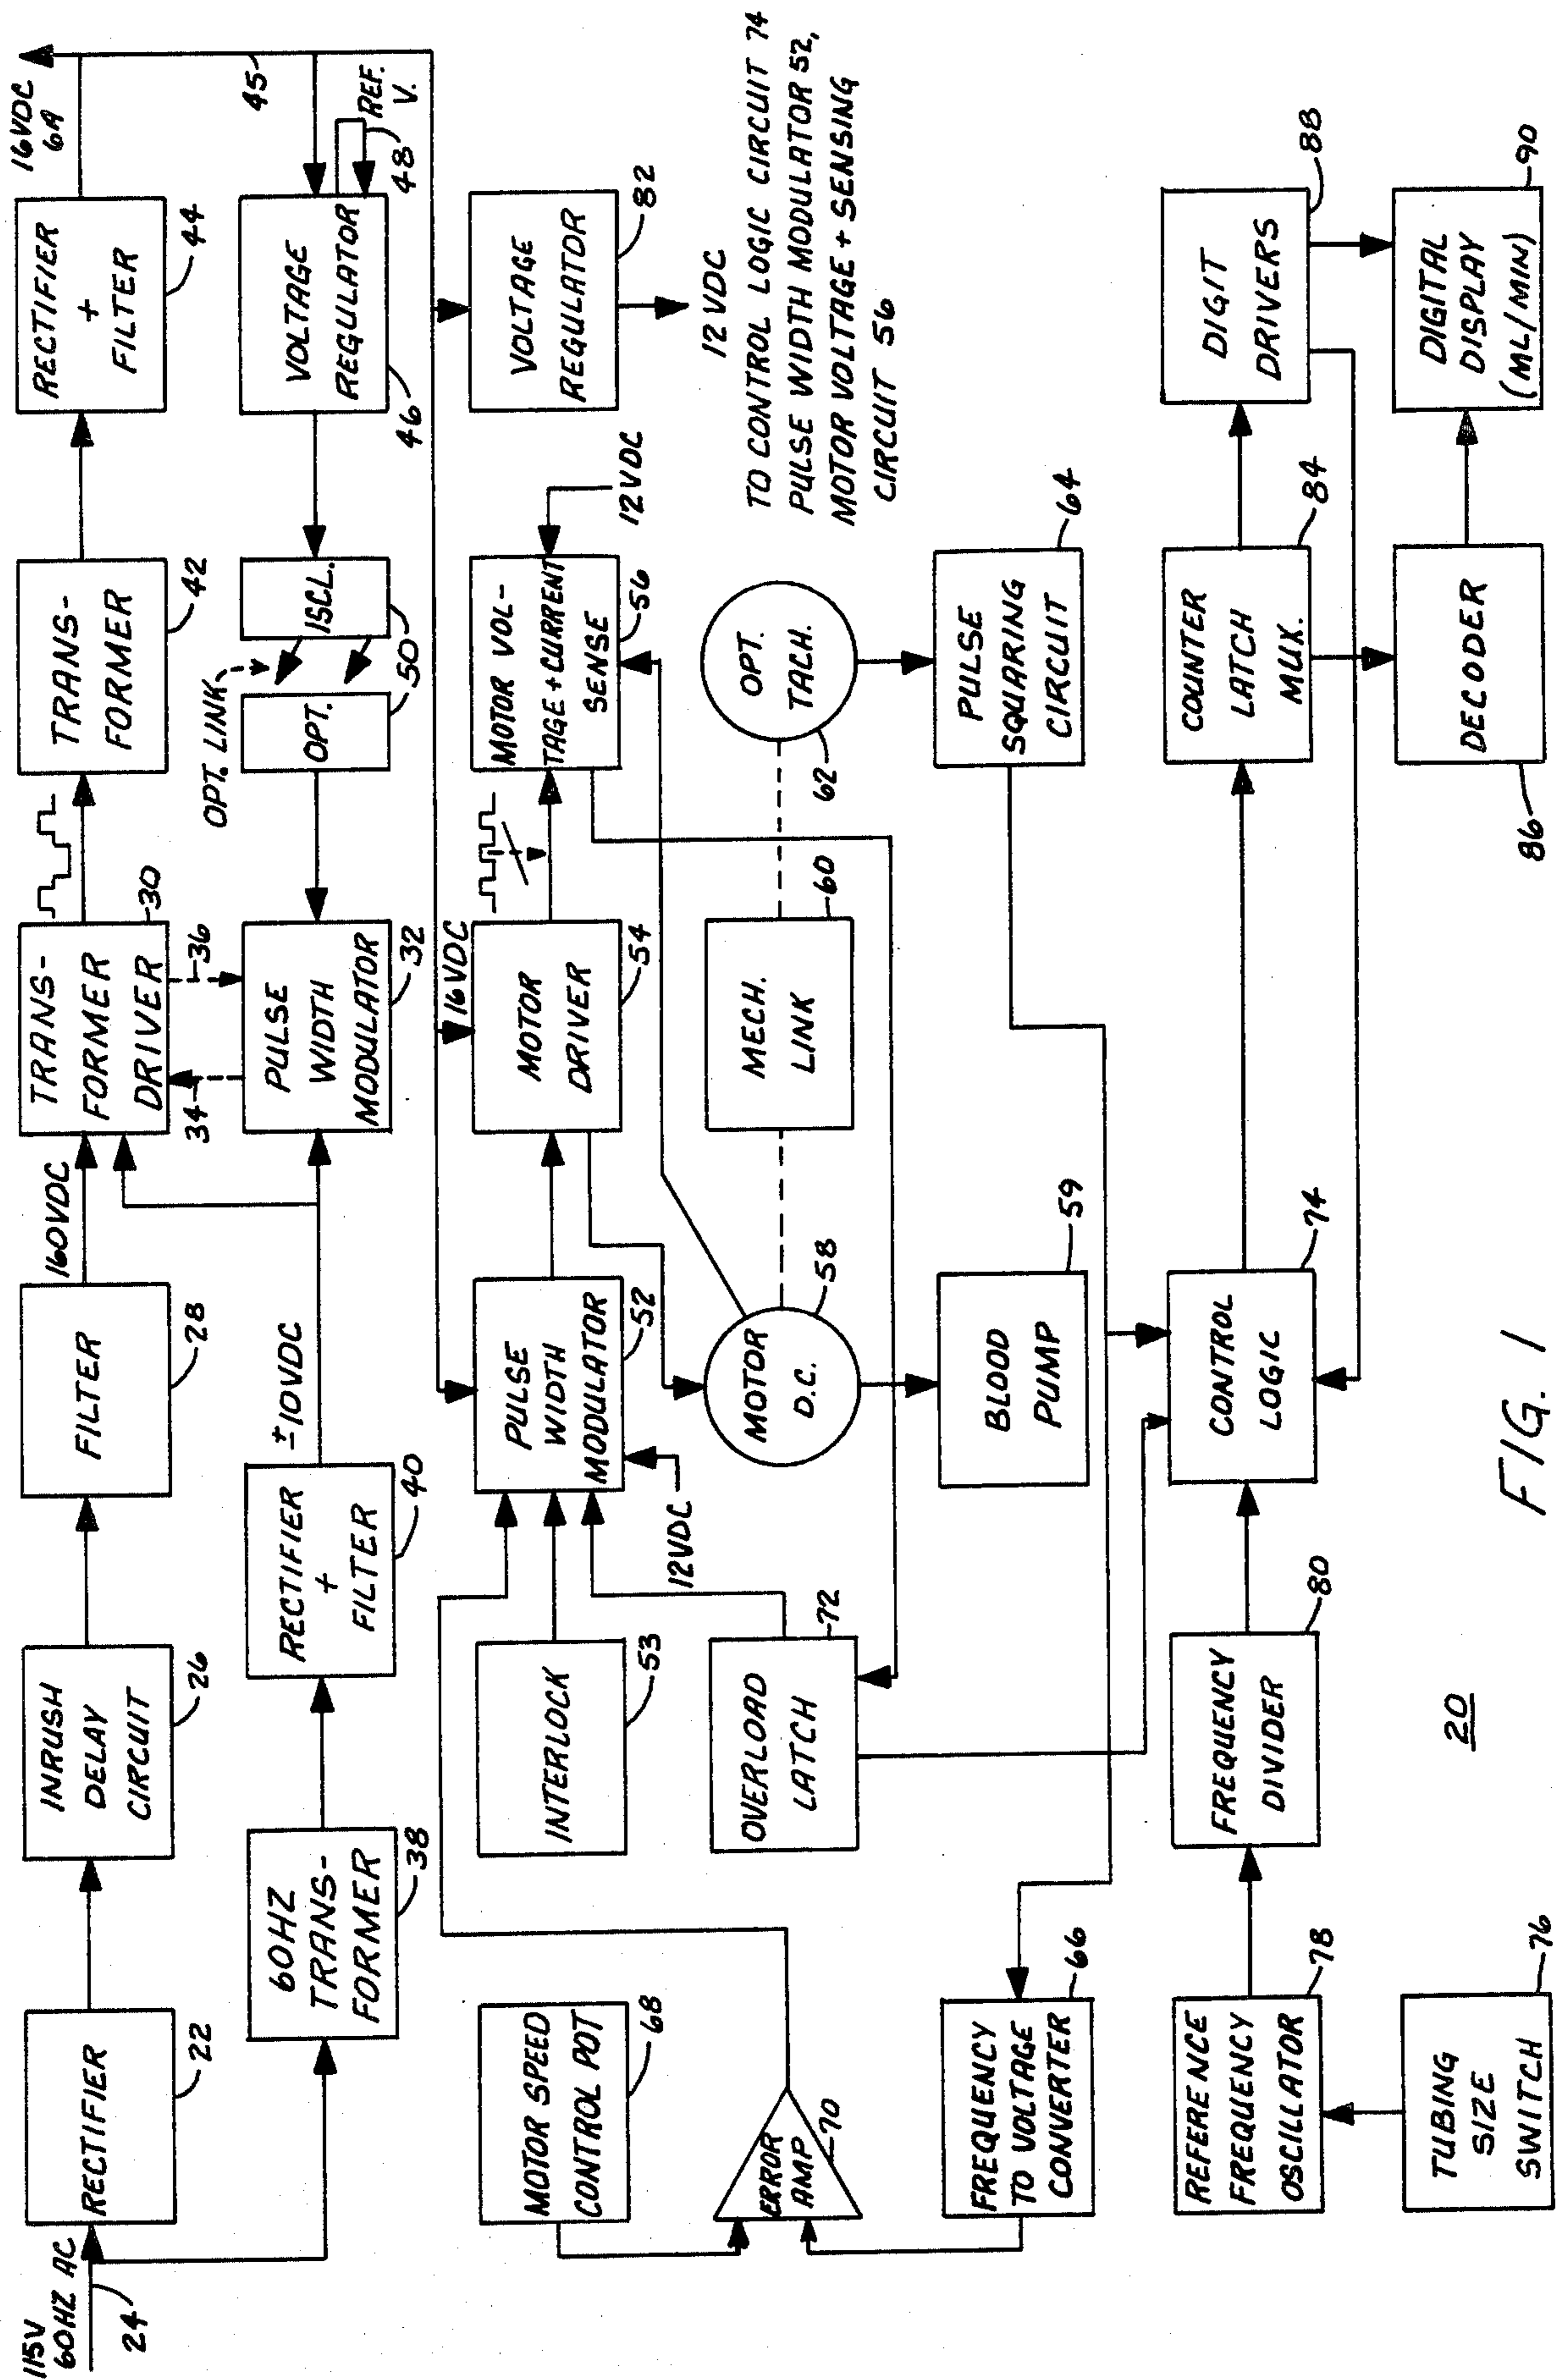 115V
60HZ AC
24
RECTIFIER
22
INRUSH
DELAY
CIRCUIT
26
FILTER
28
160VDC
TRANS-
FORMER
DRIVER
30
TRANS-
FORMER
42
RECTIFIER
+
FILTER
44
16VDC
6A
60HZ
TRANS-
FORMER
38
RECTIFIER
+
FILTER
40
±10VDC
34
36
PULSE
WIDTH
MODULATOR
32
OPT. LINK
OPT.
ISCL.
50
VOLTAGE
REGULATOR
46
45
REF.
V.
48
MOTOR SPEED
CONTROL POT
68
INTERLOCK
53
PULSE
WIDTH
MODULATOR
52
12VDC
16VDC
MOTOR
DRIVER
54
MOTOR VOL-
TAGE + CURRENT
SENSE
56
12VDC
VOLTAGE
REGULATOR
82
12 VDC
TO CONTROL LOGIC CIRCUIT 74
PULSE WIDTH MODULATOR 52,
MOTOR VOLTAGE + SENSING
CIRCUIT 56
ERROR
AMP
70
OVERLOAD
LATCH
72
MOTOR
D.C.
58
MECH.
LINK
60
OPT.
TACH.
62
FREQUENCY
TO VOLTAGE
CONVERTER
66
BLOOD
PUMP
59
PULSE
SQUARING
CIRCUIT
64
REFERENCE
FREQUENCY
OSCILLATOR
78
FREQUENCY
DIVIDER
80
CONTROL
LOGIC
74
COUNTER
LATCH
MUX.
84
DIGIT
DRIVERS
88
TUBING
SIZE
SWITCH
76
DECODER
86
DIGITAL
DISPLAY
(ML/MIN)
90
20
FIG. 1